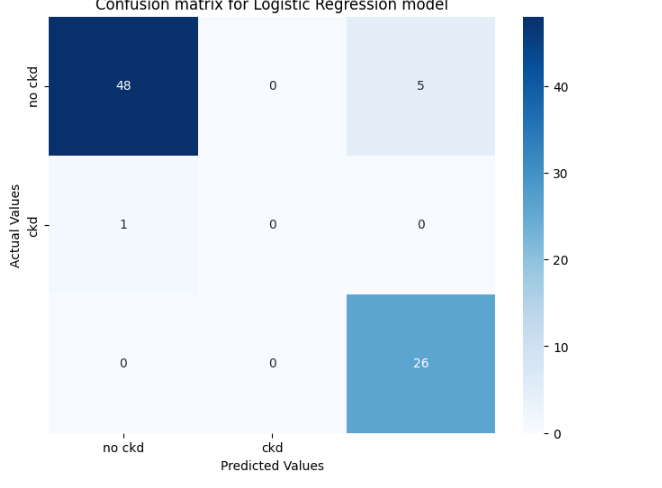 Confusion matrix for Logistic Regression model
no ckd
48
0
5
40
30
Actual Values
ckd
1
0
0
20
10
0
0
26
0
no ckd
ckd
Predicted Values